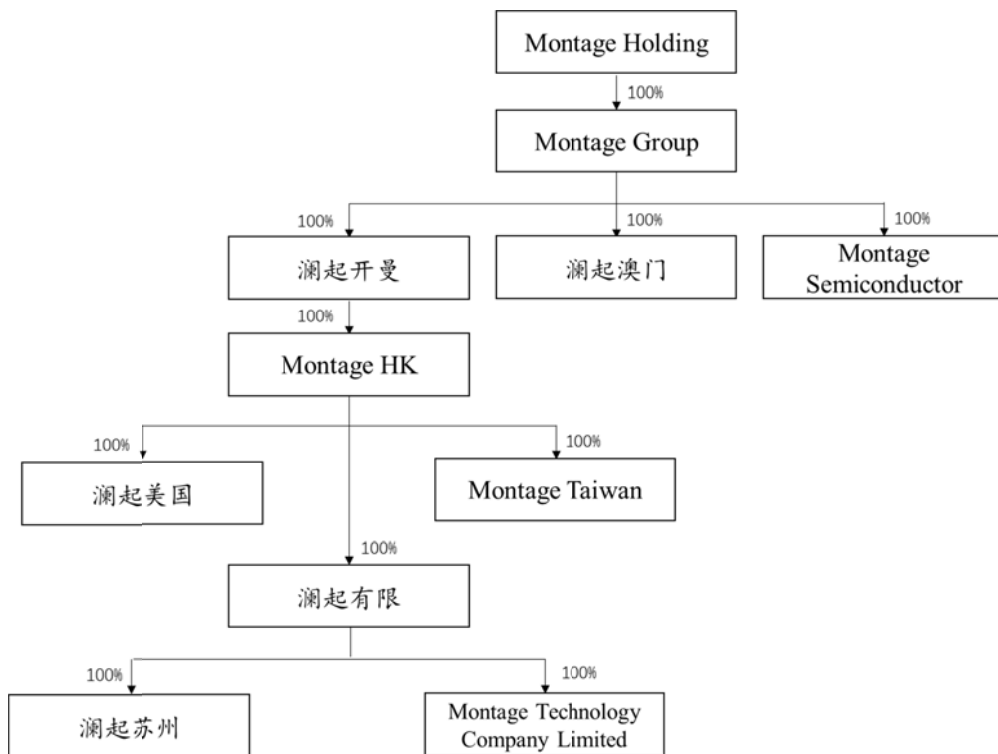 Montage Holding
100%
Montage Group
100%
100%
100%
澜起开曼
澜起澳门
Montage
Semiconductor
100%
Montage HK
100%
100%
澜起美国
Montage Taiwan
100%
澜起有限
100%
100%
澜起苏州
Montage Technology
Company Limited